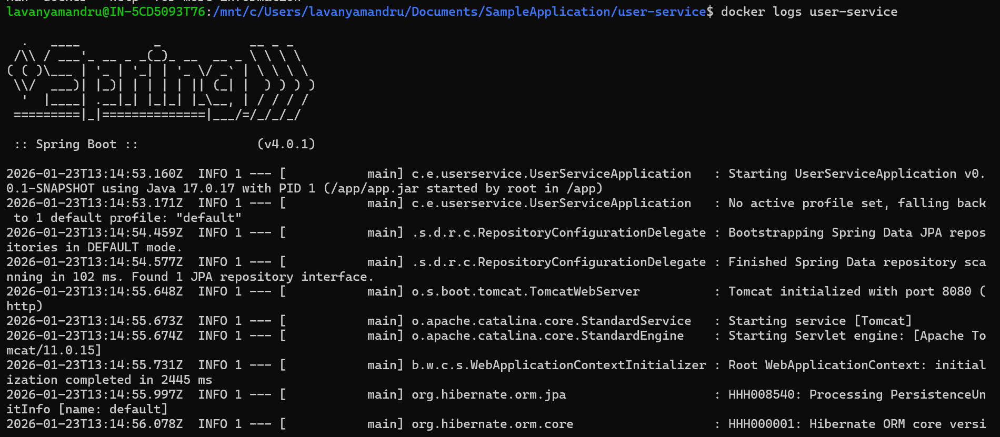 lavanyamandru@IN-5CD5093T76:/mnt/c/Users/lavanyamandru/Documents/SampleApplication/user-service$ docker logs user-service

  .   ____          _            __ _ _
 /\\ / ___'_ __ _ _(_)_ __  __ _ \ \ \ \
( ( )\___ | '_ | '_| | '_ \/ _` | \ \ \ \
 \\/  ___)| |_)| | | | | || (_| |  ) ) ) )
  '  |____| .__|_| |_|_| |_\__, | / / / /
 =========|_|==============|___/=/_/_/_/

 :: Spring Boot ::                (v4.0.1)

2026-01-23T13:14:53.160Z  INFO 1 --- [           main] c.e.userservice.UserServiceApplication   : Starting UserServiceApplication v0.
0.1-SNAPSHOT using Java 17.0.17 with PID 1 (/app/app.jar started by root in /app)
2026-01-23T13:14:53.171Z  INFO 1 --- [           main] c.e.userservice.UserServiceApplication   : No active profile set, falling back
 to 1 default profile: "default"
2026-01-23T13:14:54.459Z  INFO 1 --- [           main] .s.d.r.c.RepositoryConfigurationDelegate : Bootstrapping Spring Data JPA repos
itories in DEFAULT mode.
2026-01-23T13:14:54.577Z  INFO 1 --- [           main] .s.d.r.c.RepositoryConfigurationDelegate : Finished Spring Data repository sca
nning in 102 ms. Found 1 JPA repository interface.
2026-01-23T13:14:55.648Z  INFO 1 --- [           main] o.s.boot.tomcat.TomcatWebServer          : Tomcat initialized with port 8080 (
http)
2026-01-23T13:14:55.673Z  INFO 1 --- [           main] o.apache.catalina.core.StandardService   : Starting service [Tomcat]
2026-01-23T13:14:55.674Z  INFO 1 --- [           main] o.apache.catalina.core.StandardEngine    : Starting Servlet engine: [Apache To
mcat/11.0.15]
2026-01-23T13:14:55.731Z  INFO 1 --- [           main] b.w.c.s.WebApplicationContextInitializer : Root WebApplicationContext: initial
ization completed in 2445 ms
2026-01-23T13:14:55.997Z  INFO 1 --- [           main] org.hibernate.orm.jpa                    : HHH008540: Processing PersistenceUn
itInfo [name: default]
2026-01-23T13:14:56.078Z  INFO 1 --- [           main] org.hibernate.orm.core                   : HHH000001: Hibernate ORM core versi